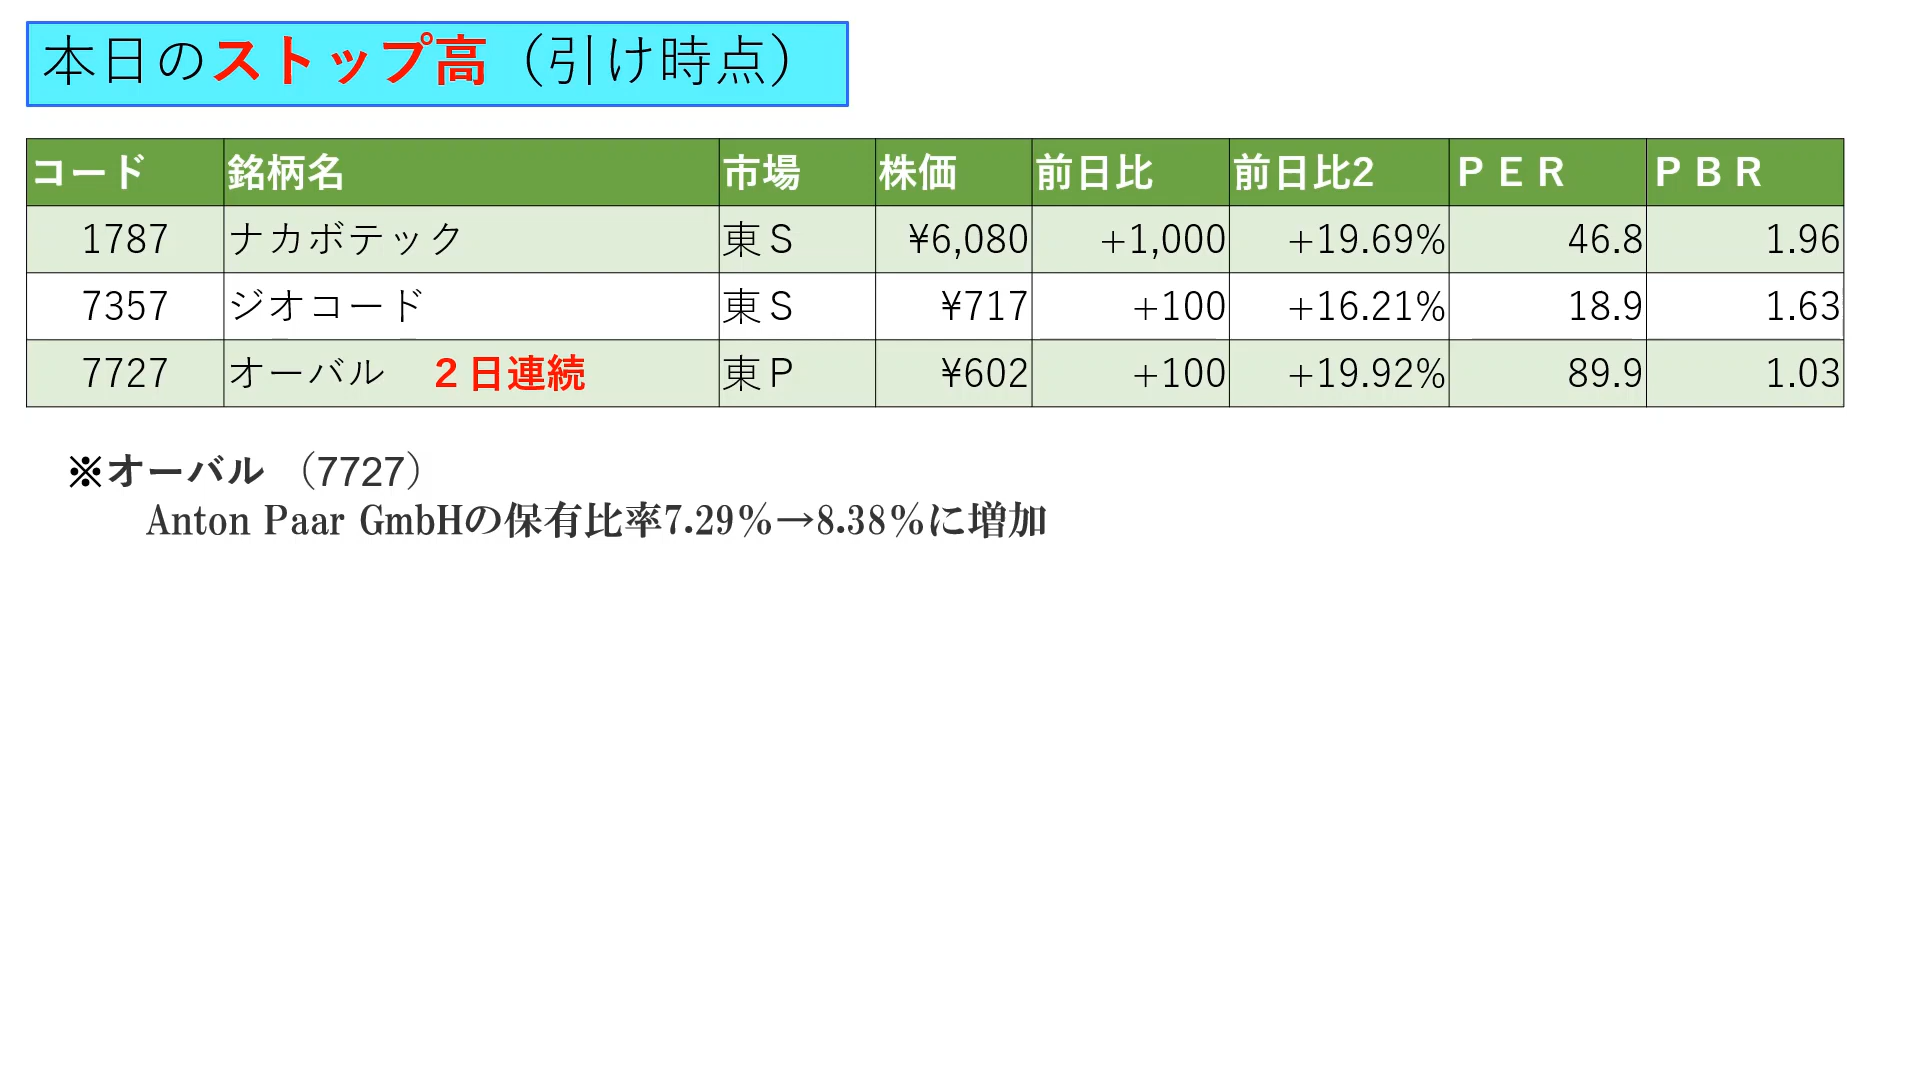 本日のストップ高（引け時点）
コード 銘柄名 市場 株価 前日比 前日比2 ＰＥＲ ＰＢＲ
1787 ナカボテック 東Ｓ ¥6,080 +1,000 +19.69% 46.8 1.96
7357 ジオコード 東Ｓ ¥717 +100 +16.21% 18.9 1.63
7727 オーバル ２日連続 東Ｐ ¥602 +100 +19.92% 89.9 1.03
※オーバル （7727）
Anton Paar GmbHの保有比率7.29％→8.38％に増加